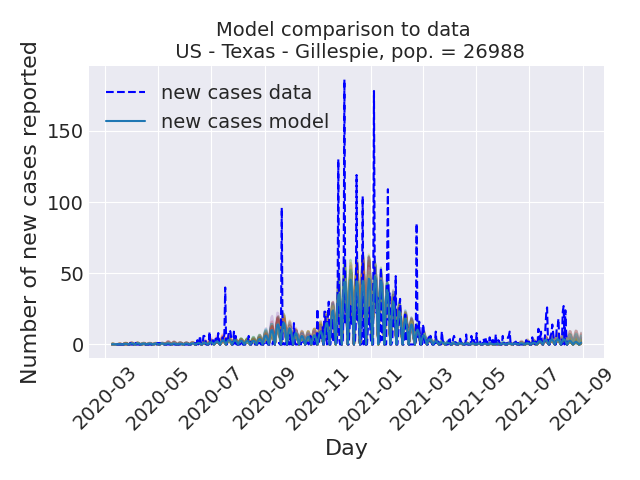 Model comparison to data
US - Texas - Gillespie, pop. = 26988
Number of new cases reported
new cases data
new cases model
150
100
50
0
2020-03
2020-05
2020-07
2020-09
2020-11
2021-01
2021-03
2021-05
2021-07
2021-09
Day